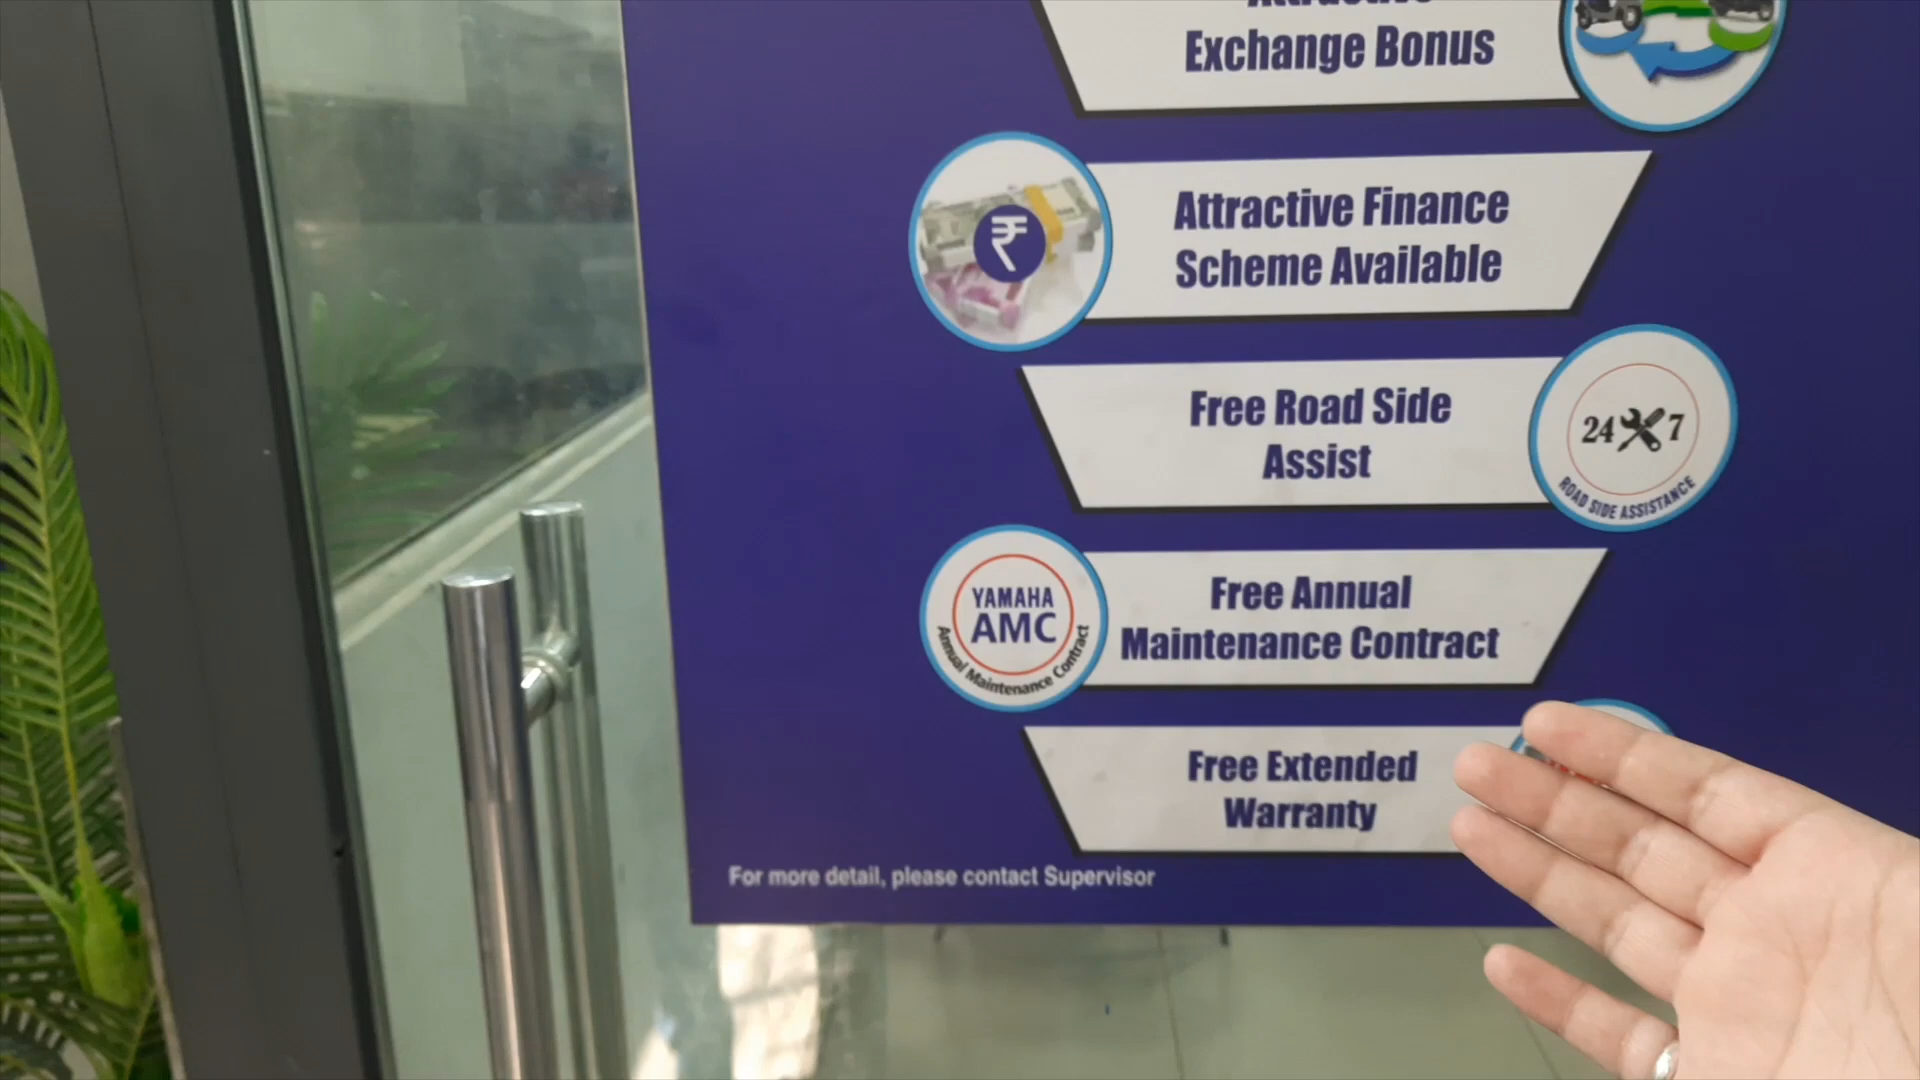 Attractive
Exchange Bonus
₹
Attractive Finance
Scheme Available
Free Road Side
Assist
24 7
ROAD SIDE ASSISTANCE
YAMAHA
AMC
Annual Maintenance Contract
Free Annual
Maintenance Contract
Free Extended
Warranty
For more detail, please contact Supervisor